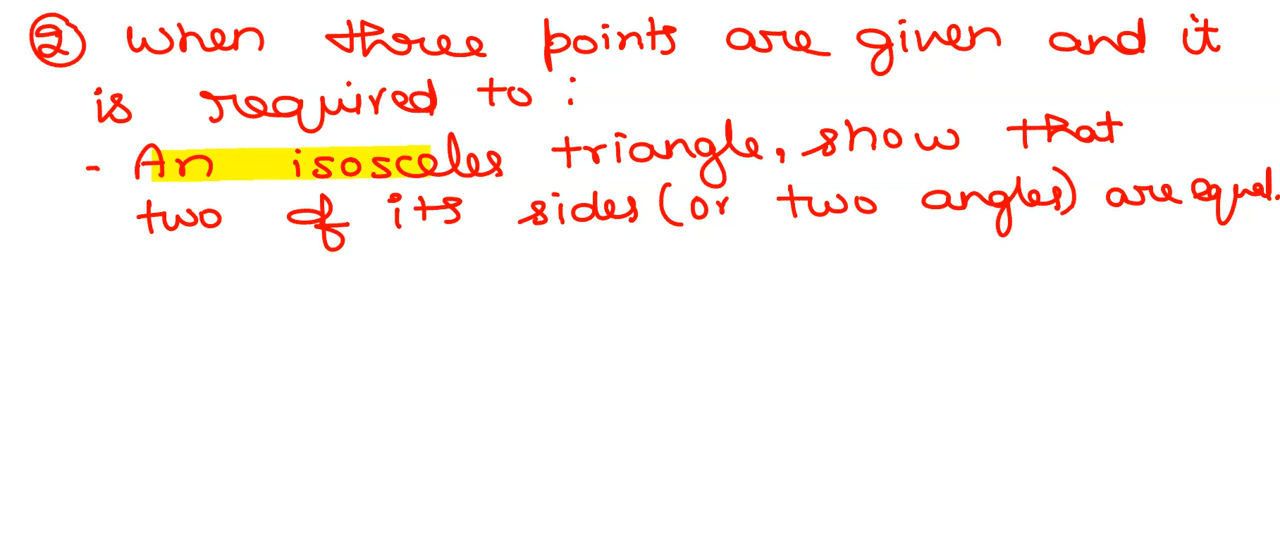 ② when three points are given and it
is required to :
- An isosceles triangle, show that
two of its sides (or two angles) are equal.